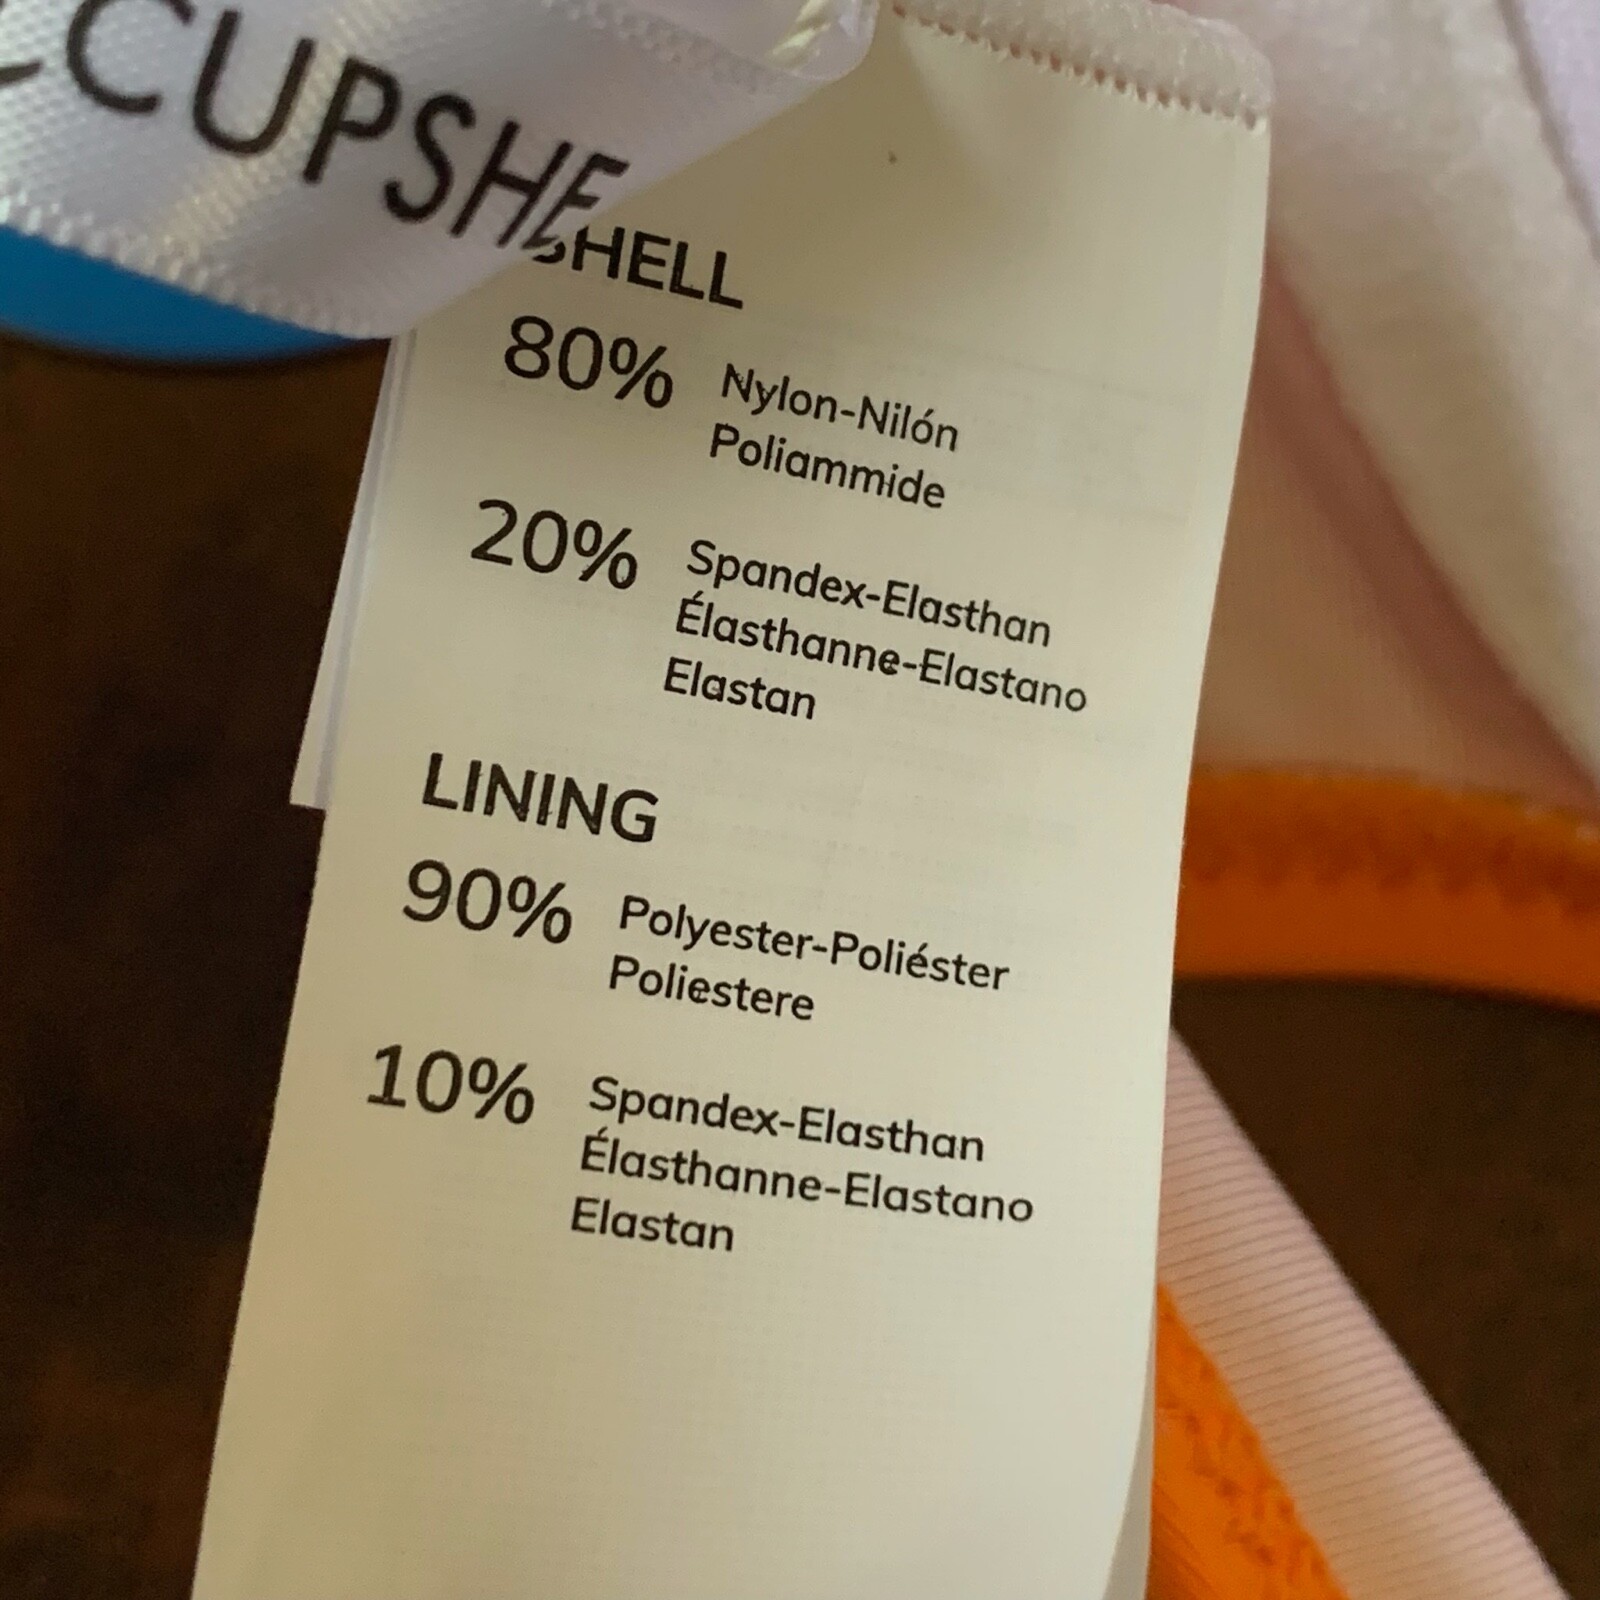 CUPSHE
SHELL
80% Nylon-Nilón
Poliammide
20% Spandex-Elasthan
Élasthanne-Elastano
Elastan
LINING
90% Polyester-Poliéster
Poliestere
10% Spandex-Elasthan
Élasthanne-Elastano
Elastan